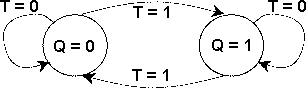 T = 0
T = 1
T = 0
Q = 0
Q = 1
T = 1